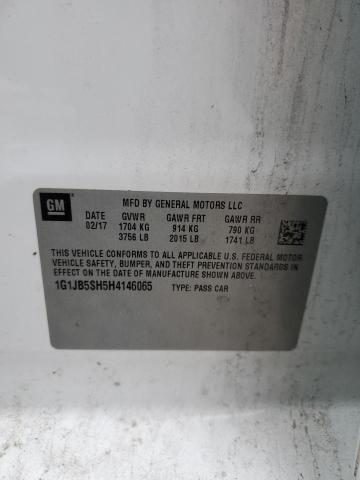 GM
MFD BY GENERAL MOTORS LLC
DATE GVWR GAWR FRT GAWR RR
02/17 1704 KG 914 KG 790 KG
3756 LB 2015 LB 1741 LB
THIS VEHICLE CONFORMS TO ALL APPLICABLE U.S. FEDERAL MOTOR
VEHICLE SAFETY, BUMPER, AND THEFT PREVENTION STANDARDS
IN EFFECT ON THE DATE OF MANUFACTURE SHOWN ABOVE.
1G1JB5SH5H4146065 TYPE: PASS CAR